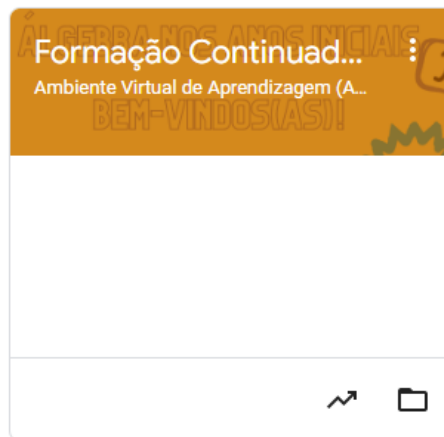 ÁLGEBRA NOS ANOS INICIAIS
Formação Continuad...
Ambiente Virtual de Aprendizagem (A...
BEM-VINDOS(AS)!